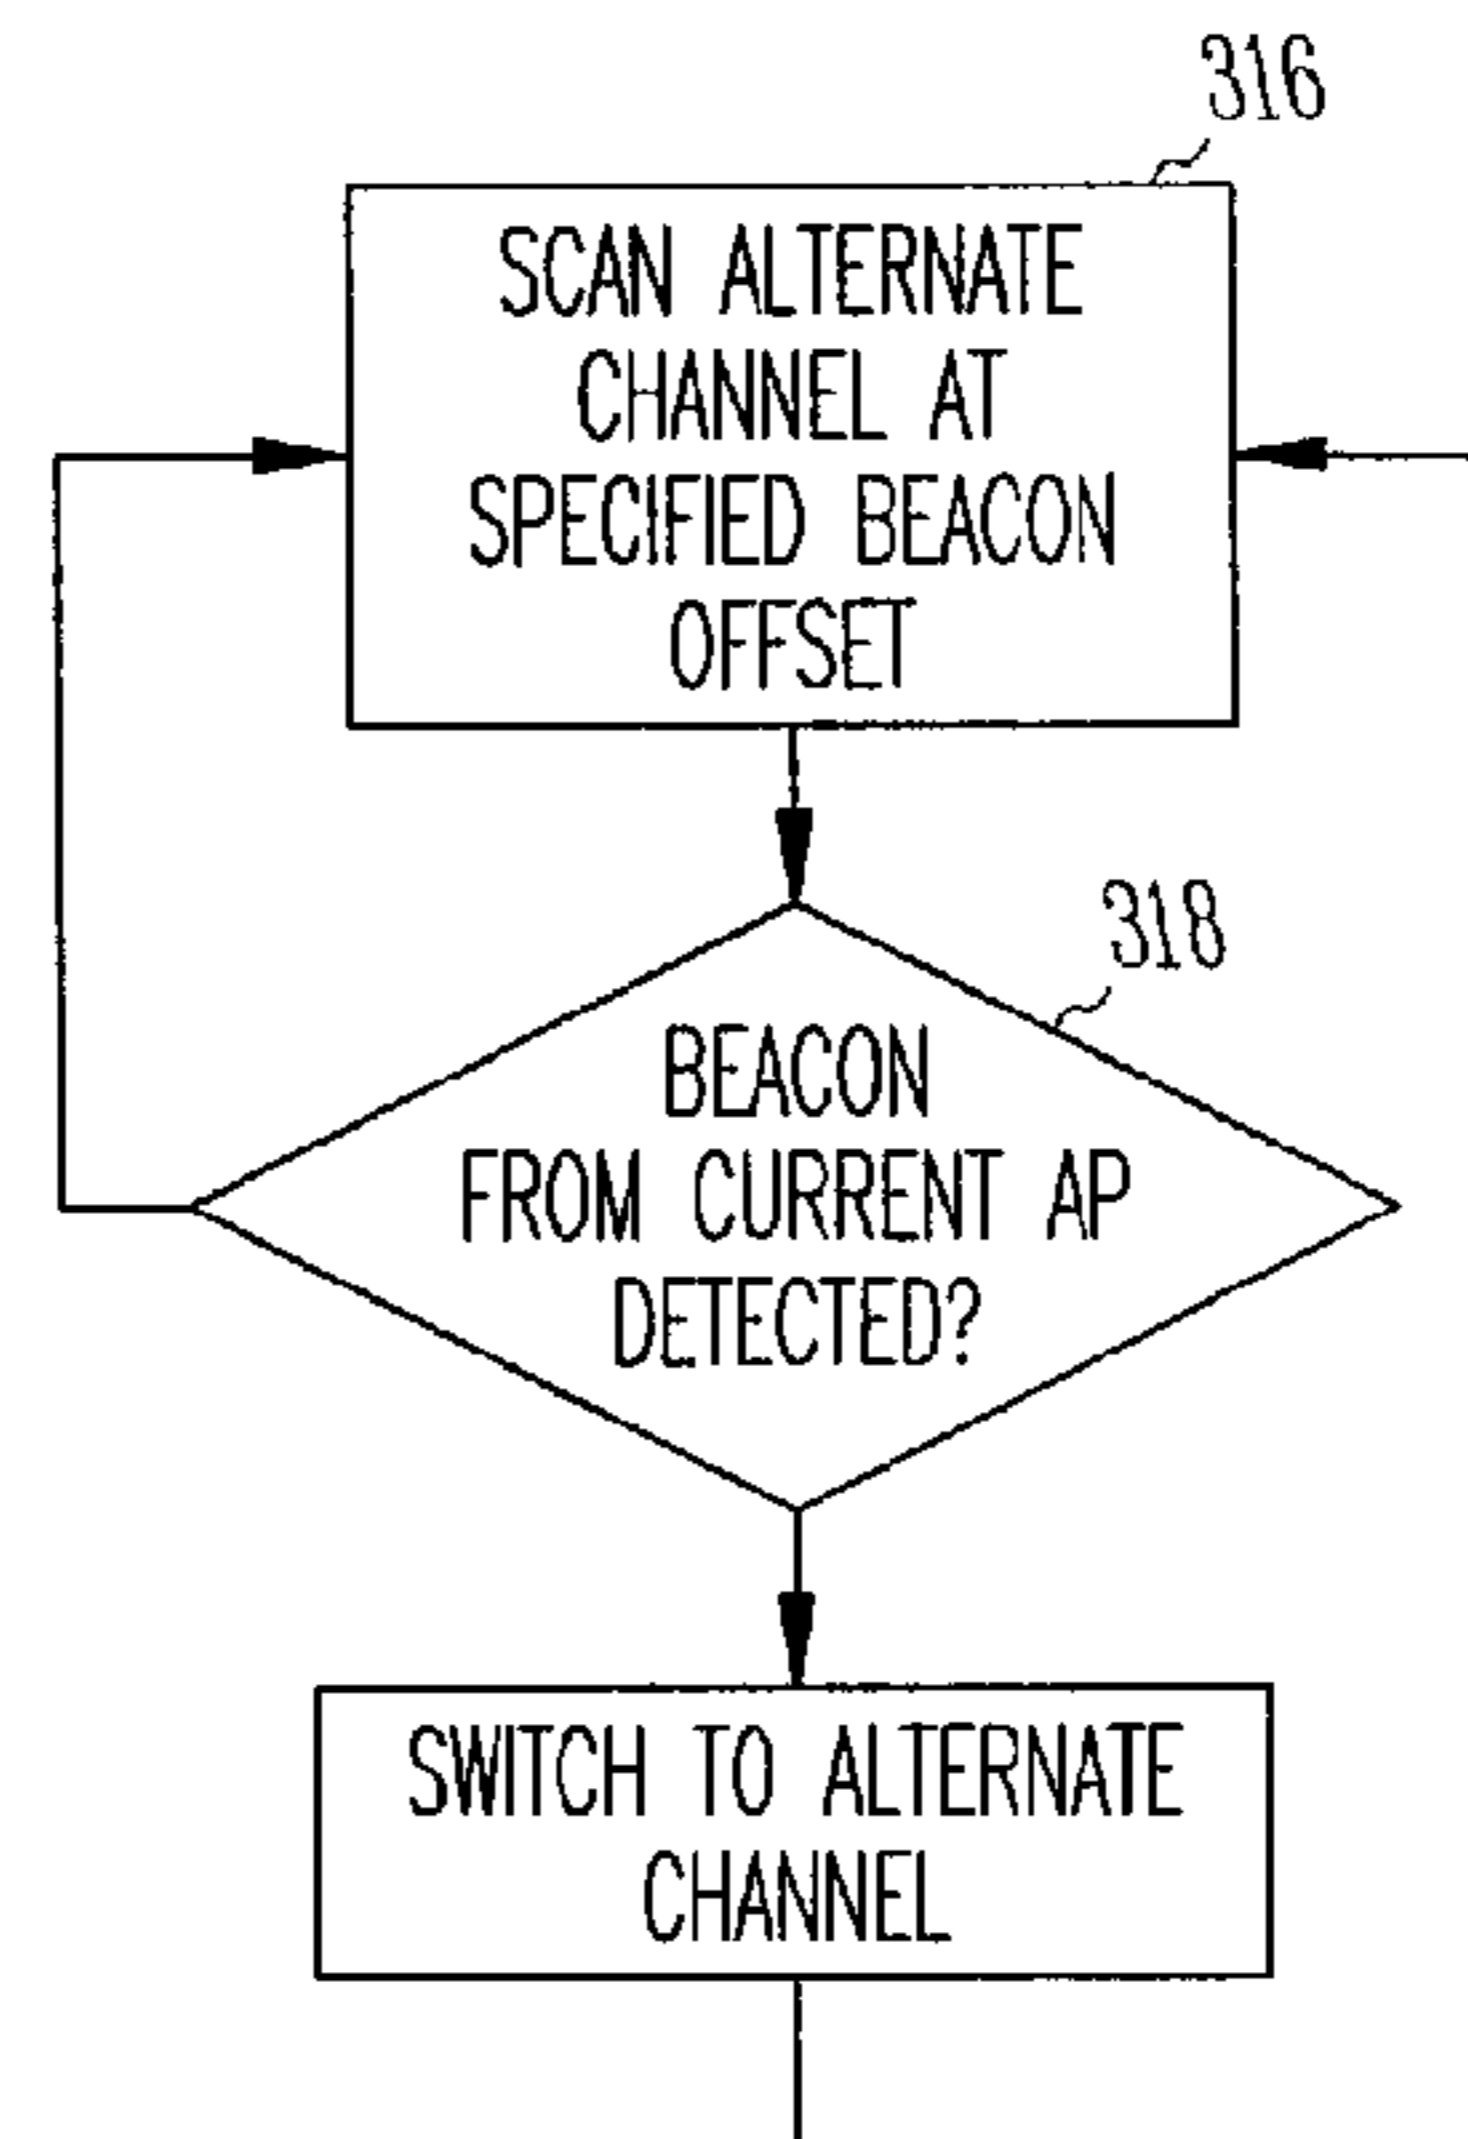 316
SCAN ALTERNATE
CHANNEL AT
SPECIFIED BEACON
OFFSET
318
BEACON
FROM CURRENT AP
DETECTED?
SWITCH TO ALTERNATE
CHANNEL